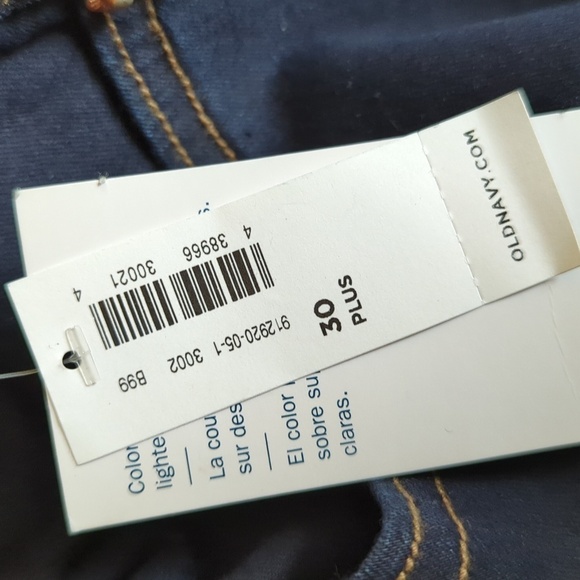 OLDNAVY.COM
30
PLUS
912920-05-1 3002 B99
4 38966 30021 4
Color
lighte
La cou
sur des
El color
sobre su
claras.
s.